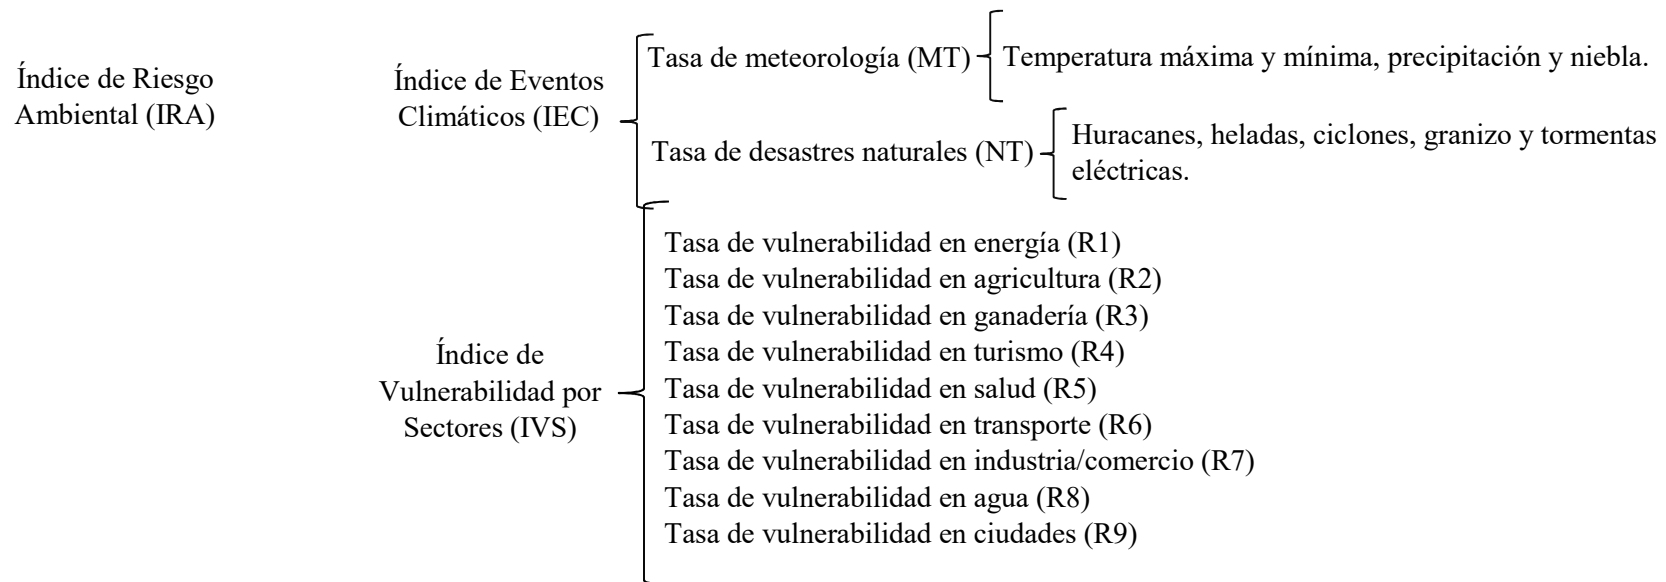 Índice de Riesgo
Ambiental (IRA)
Índice de Eventos
Climáticos (IEC)
Tasa de meteorología (MT)
Temperatura máxima y mínima, precipitación y niebla.
Tasa de desastres naturales (NT)
Huracanes, heladas, ciclones, granizo y tormentas
eléctricas.
Índice de
Vulnerabilidad por
Sectores (IVS)
Tasa de vulnerabilidad en energía (R1)
Tasa de vulnerabilidad en agricultura (R2)
Tasa de vulnerabilidad en ganadería (R3)
Tasa de vulnerabilidad en turismo (R4)
Tasa de vulnerabilidad en salud (R5)
Tasa de vulnerabilidad en transporte (R6)
Tasa de vulnerabilidad en industria/comercio (R7)
Tasa de vulnerabilidad en agua (R8)
Tasa de vulnerabilidad en ciudades (R9)